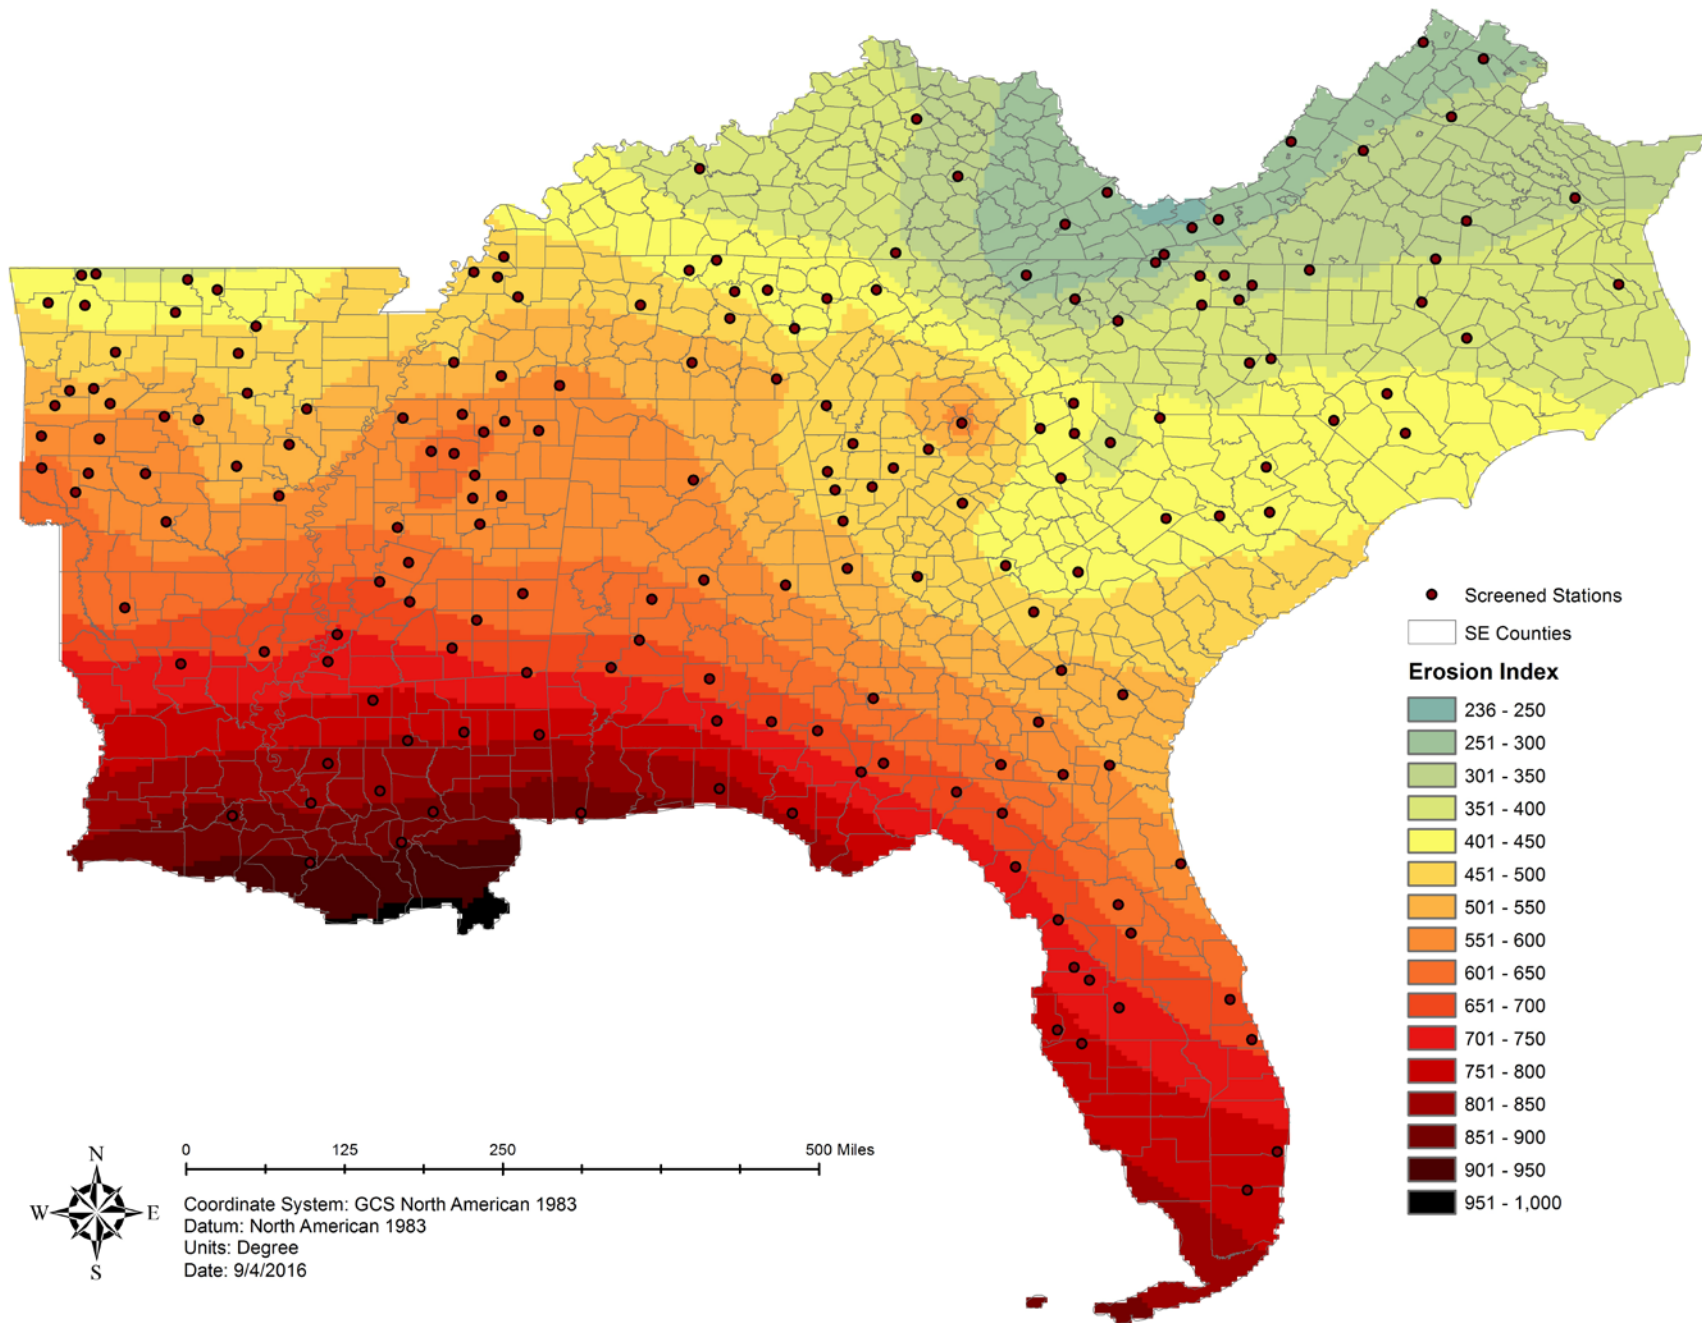 Screened Stations
SE Counties
Erosion Index
236 - 250
251 - 300
301 - 350
351 - 400
401 - 450
451 - 500
501 - 550
551 - 600
601 - 650
651 - 700
701 - 750
751 - 800
801 - 850
851 - 900
901 - 950
951 - 1,000
0 125 250 500 Miles
N
W E
S
Coordinate System: GCS North American 1983
Datum: North American 1983
Units: Degree
Date: 9/4/2016